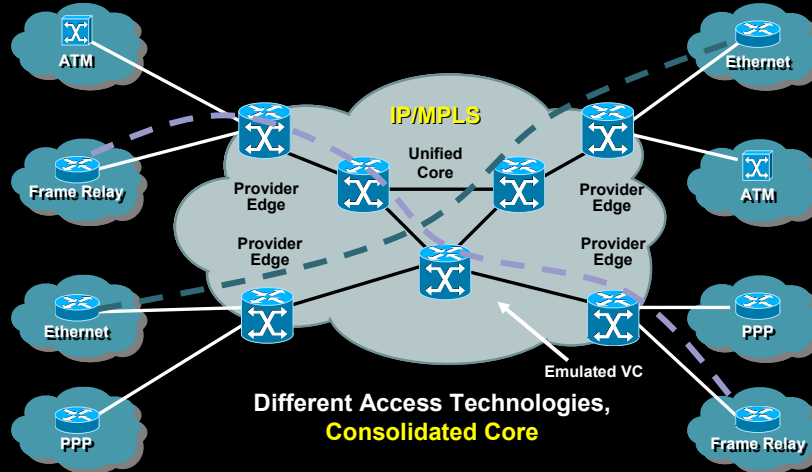 ATM
Ethernet
IP/MPLS
Unified
Core
Frame Relay
Provider
Edge
Provider
Edge
ATM
Provider
Edge
Provider
Edge
Ethernet
PPP
Emulated VC
Different Access Technologies,
Consolidated Core
PPP
Frame Relay